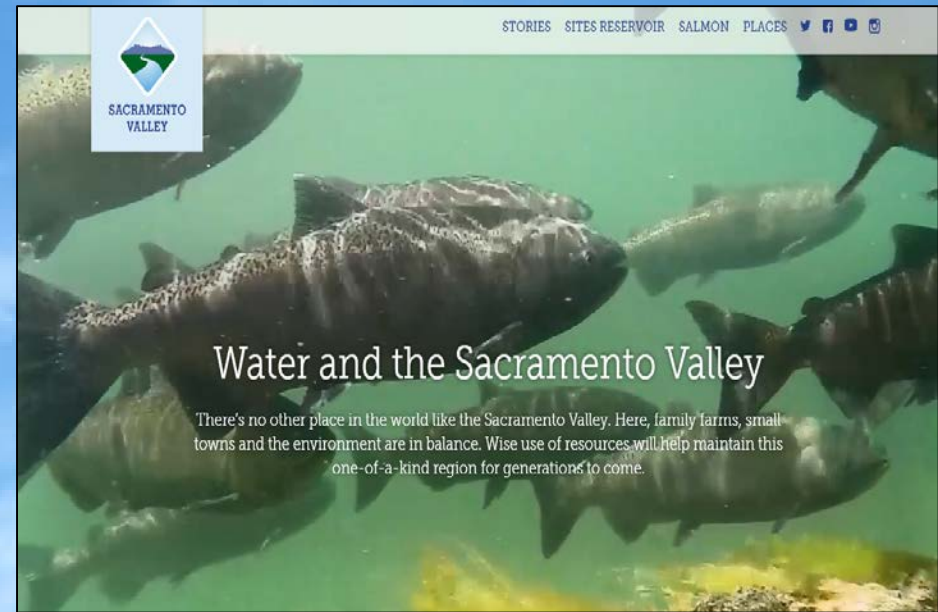 STORIES SITES RESERVOIR SALMON PLACES
SACRAMENTO
VALLEY
Water and the Sacramento Valley
There's no other place in the world like the Sacramento Valley. Here, family farms, small
towns and the environment are in balance. Wise use of resources will help maintain this
one-of-a-kind region for generations to come.